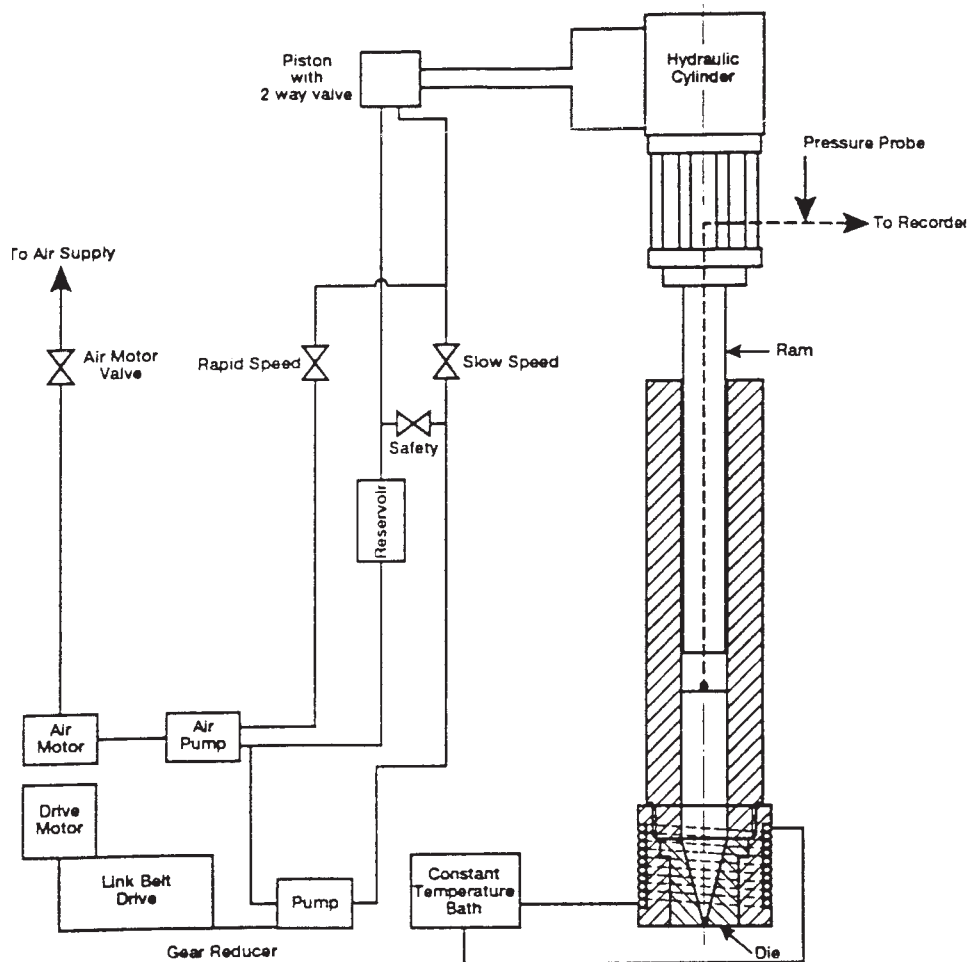 Piston
with
2 way valve
Hydraulic
Cylinder
Pressure Probe
To Recorder
To Air Supply
Air Motor
Valve
Rapid Speed
Slow Speed
Ram
Safety
Reservoir
Air
Motor
Air
Pump
Drive
Motor
Link Belt
Drive
Pump
Constant
Temperature
Bath
Gear Reducer
Die